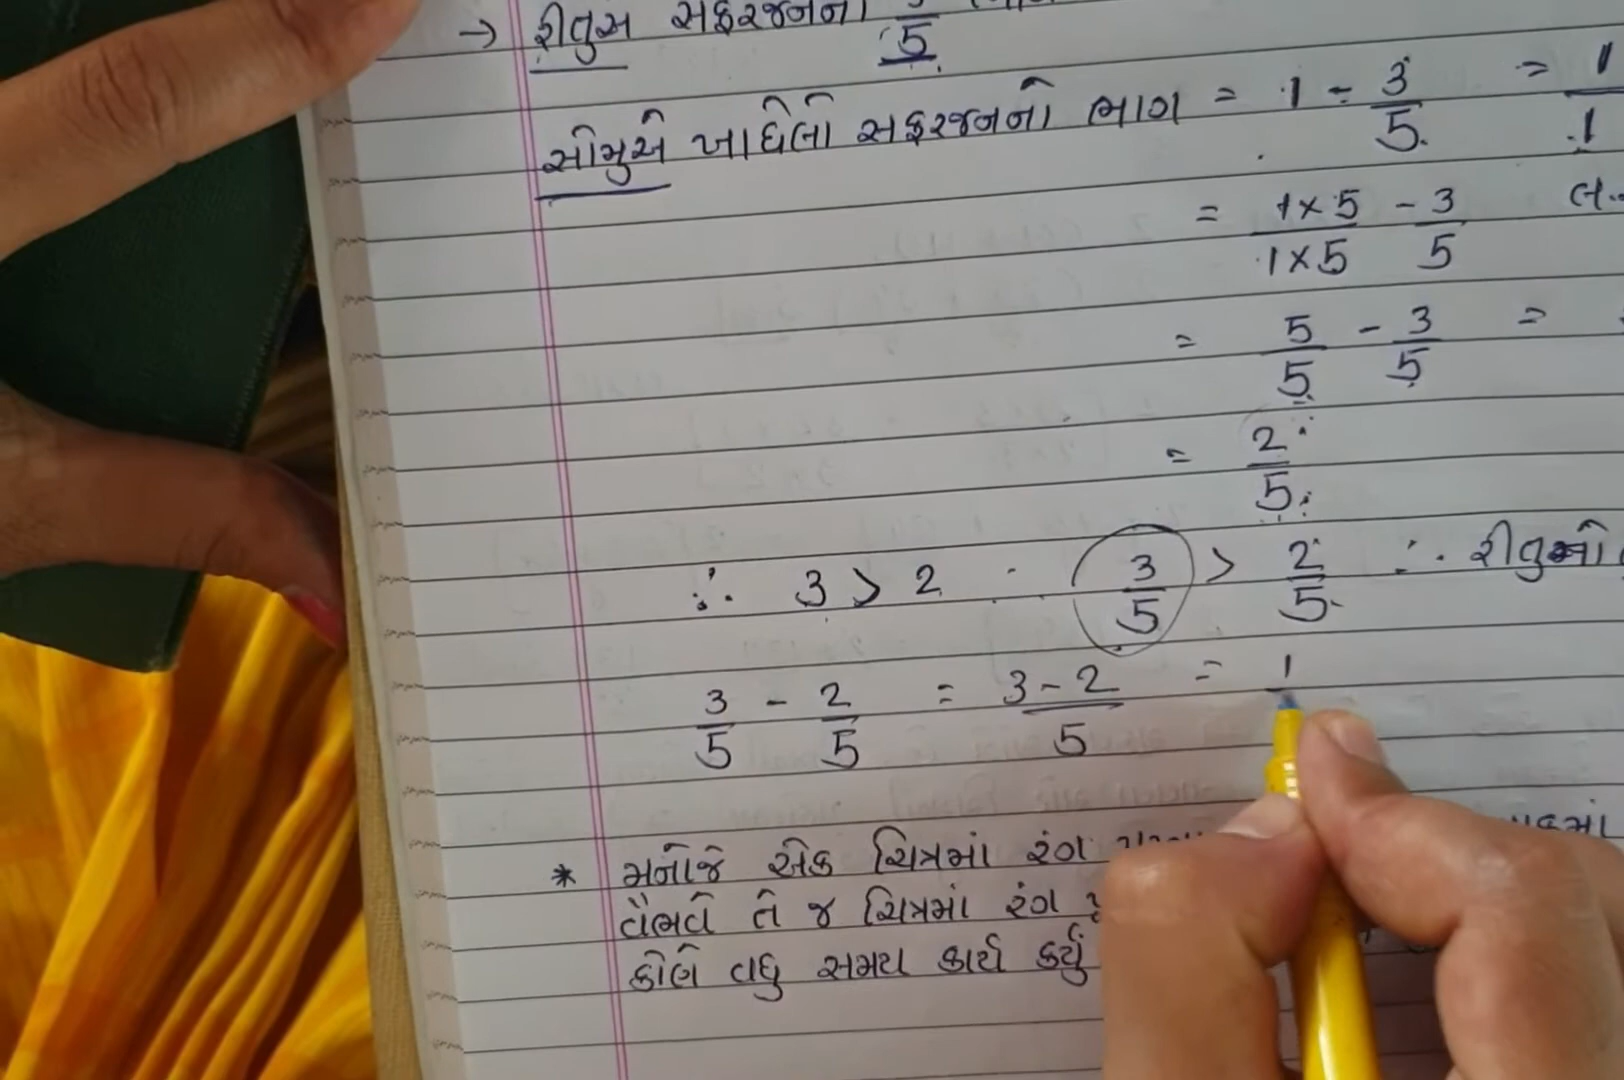 → રીતુએ સફરજનનો 3/5
સોમુએ ખાધેલો સફરજનનો ભાગ = 1 - 3/5 = 1/1
= 1×5/1×5 - 3/5
= 5/5 - 3/5 =
= 2/5
∴ 3 > 2 3/5 > 2/5 ∴ રીતુનો
3/5 - 2/5 = 3-2/5 = 1
* મનોજે એક ચિત્રમાં રંગ
વૈભવે તે જ ચિત્રમાં રંગ
કોણે વધુ સમય કાર્ય કર્યું